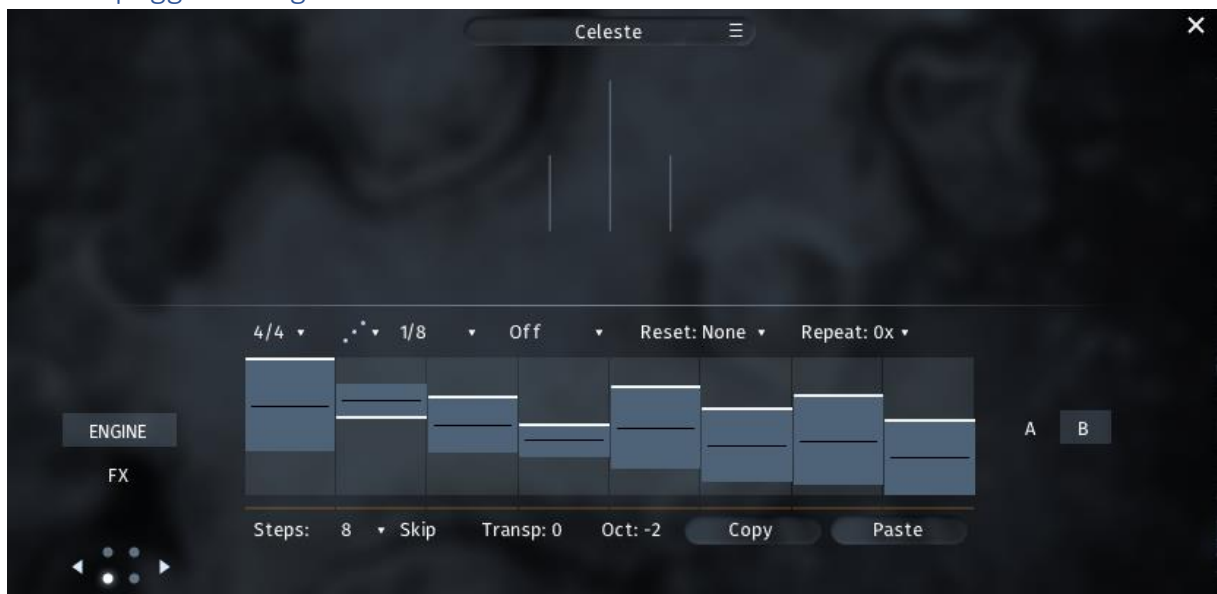 Celeste
4/4 1/8 Off Reset: None Repeat: 0x
ENGINE
A B
FX
Steps: 8 Skip Transp: 0 Oct: -2 Copy Paste